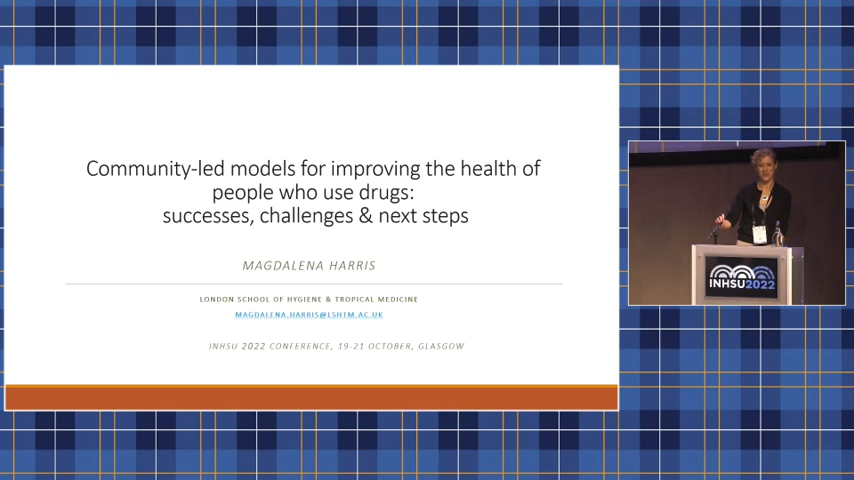 Community-led models for improving the health of
people who use drugs:
successes, challenges & next steps
MAGDALENA HARRIS
LONDON SCHOOL OF HYGIENE & TROPICAL MEDICINE
MAGDALENA.HARRIS@LSHTM.AC.UK
INHSU 2022 CONFERENCE, 19-21 OCTOBER, GLASGOW
INHSU2022